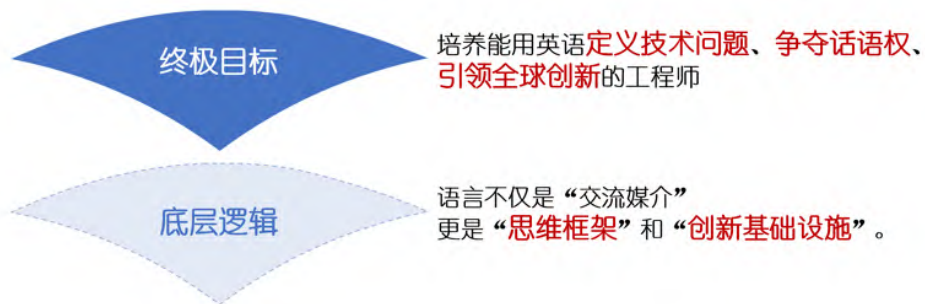 终极目标
培养能用英语定义技术问题、争夺话语权、
引领全球创新的工程师
底层逻辑
语言不仅是“交流媒介”
更是“思维框架”和“创新基础设施”。